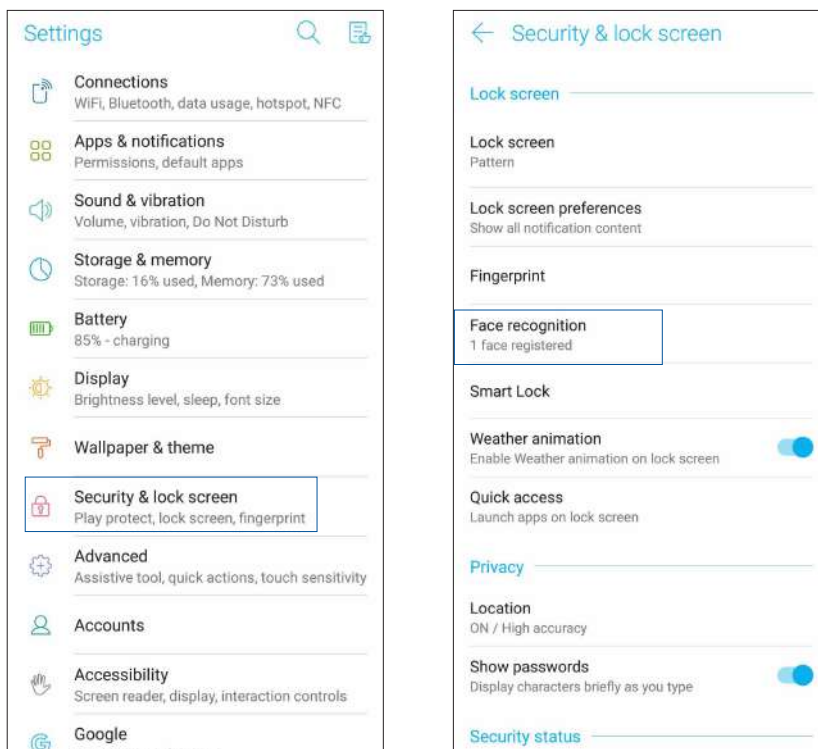 Settings
Connections
WiFi, Bluetooth, data usage, hotspot, NFC
Apps & notifications
Permissions, default apps
Sound & vibration
Volume, vibration, Do Not Disturb
Storage & memory
Storage: 16% used, Memory: 73% used
Battery
85% - charging
Display
Brightness level, sleep, font size
Wallpaper & theme
Security & lock screen
Play protect, lock screen, fingerprint
Advanced
Assistive tool, quick actions, touch sensitivity
Accounts
Accessibility
Screen reader, display, interaction controls
Google
Security & lock screen
Lock screen
Lock screen
Pattern
Lock screen preferences
Show all notification content
Fingerprint
Face recognition
1 face registered
Smart Lock
Weather animation
Enable Weather animation on lock screen
Quick access
Launch apps on lock screen
Privacy
Location
ON / High accuracy
Show passwords
Display characters briefly as you type
Security status